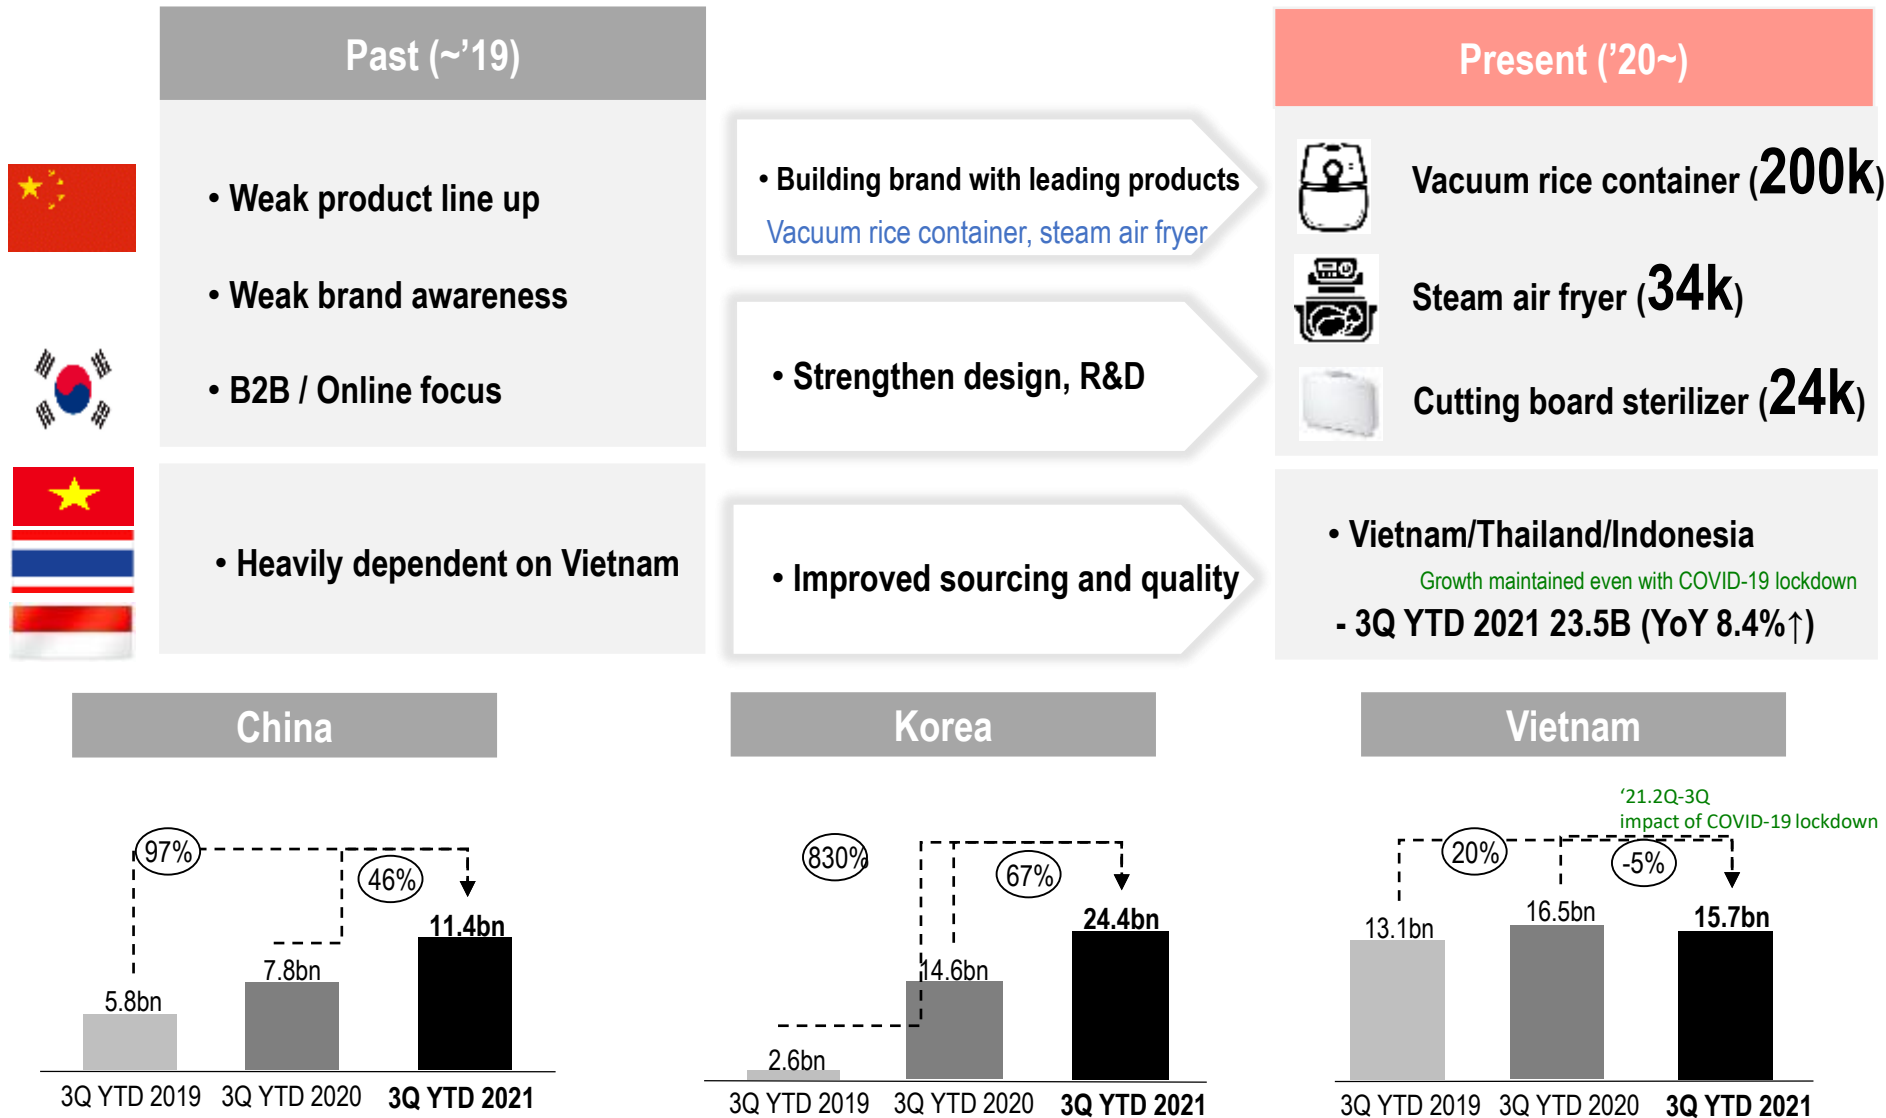 Past (~’19)
Present (’20~)
• Weak product line up
• Weak brand awareness
• B2B / Online focus
• Building brand with leading products
Vacuum rice container, steam air fryer
• Strengthen design, R&D
Vacuum rice container (200k)
Steam air fryer (34k)
Cutting board sterilizer (24k)
• Heavily dependent on Vietnam
• Improved sourcing and quality
• Vietnam/Thailand/Indonesia
Growth maintained even with COVID-19 lockdown
- 3Q YTD 2021 23.5B (YoY 8.4%↑)
China
97%
46%
5.8bn
7.8bn
11.4bn
3Q YTD 2019
3Q YTD 2020
3Q YTD 2021
Korea
830%
67%
2.6bn
14.6bn
24.4bn
3Q YTD 2019
3Q YTD 2020
3Q YTD 2021
Vietnam
‘21.2Q-3Q
impact of COVID-19 lockdown
20%
-5%
13.1bn
16.5bn
15.7bn
3Q YTD 2019
3Q YTD 2020
3Q YTD 2021